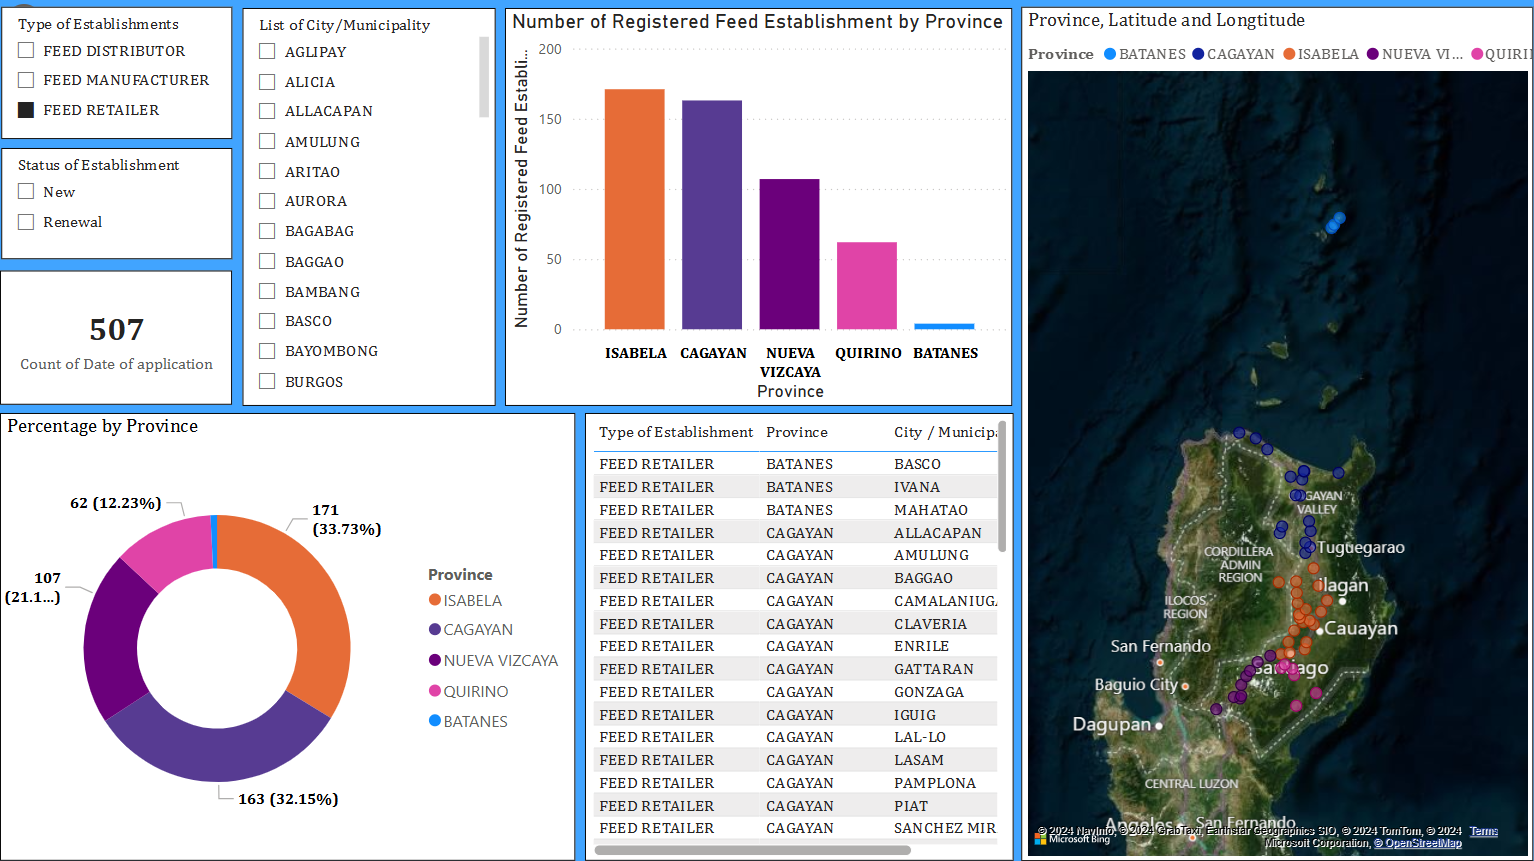 Type of Establishments
FEED DISTRIBUTOR
FEED MANUFACTURER
FEED RETAILER
Status of Establishment
New
Renewal
507
Count of Date of application
List of City/Municipality
AGLIPAY
ALICIA
ALLACAPAN
AMULUNG
ARITAO
AURORA
BAGABAG
BAGGAO
BAMBANG
BASCO
BAYOMBONG
BURGOS
Number of Registered Feed Establishment by Province
Number of Registered Feed Establi...
200
150
100
50
0
ISABELA CAGAYAN NUEVA VIZCAYA QUIRINO BATANES
Province
Province, Latitude and Longtitude
Province BATANES CAGAYAN ISABELA NUEVA VI... QUIRI
GAYAN
VALLEY
Tuguegarao
CORDILLERA
ADMIN
REGION
Ilagan
ILOCOS
REGION
Cauayan
San Fernando
Santiago
Baguio City
Dagupan
CENTRAL LUZON
Angeles
San Fernando
© 2024 NavInfo, © 2024 GrabTaxi, Earthstar Geographics SIO, © 2024 TomTom, © 2024 Terms
Microsoft Bing
Microsoft Corporation, © OpenStreetMap
Percentage by Province
62 (12.23%)
171
(33.73%)
107
(21.1...)
163 (32.15%)
Province
ISABELA
CAGAYAN
NUEVA VIZCAYA
QUIRINO
BATANES
Type of Establishment Province City / Municipa
FEED RETAILER BATANES BASCO
FEED RETAILER BATANES IVANA
FEED RETAILER BATANES MAHATAO
FEED RETAILER CAGAYAN ALLACAPAN
FEED RETAILER CAGAYAN AMULUNG
FEED RETAILER CAGAYAN BAGGAO
FEED RETAILER CAGAYAN CAMALANIUGA
FEED RETAILER CAGAYAN CLAVERIA
FEED RETAILER CAGAYAN ENRILE
FEED RETAILER CAGAYAN GATTARAN
FEED RETAILER CAGAYAN GONZAGA
FEED RETAILER CAGAYAN IGUIG
FEED RETAILER CAGAYAN LAL-LO
FEED RETAILER CAGAYAN LASAM
FEED RETAILER CAGAYAN PAMPLONA
FEED RETAILER CAGAYAN PIAT
FEED RETAILER CAGAYAN SANCHEZ MIR